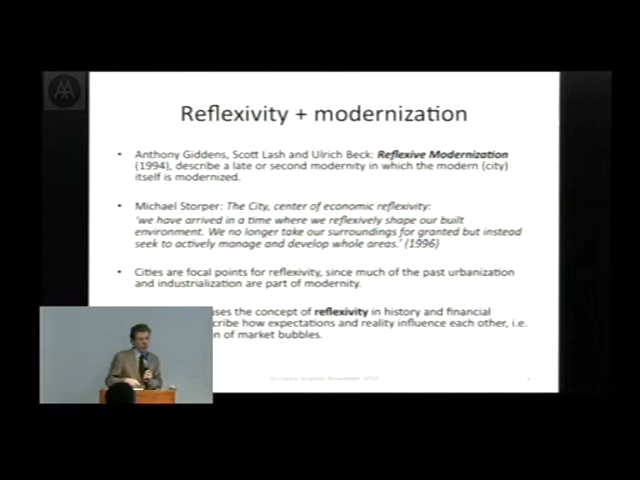 AA
Reflexivity + modernization
• Anthony Giddens, Scott Lash and Ulrich Beck: Reflexive Modernization
(1994), describe a late or second modernity in which the modern (city)
itself is modernized.
• Michael Storper: The City, center of economic reflexivity:
'we have arrived in a time where we reflexively shape our built
environment. We no longer take our surroundings for granted but instead
seek to actively manage and develop whole areas.' (1996)
• Cities are focal points for reflexivity, since much of the past urbanization
and industrialization are part of modernity.
uses the concept of reflexivity in history and financial
cribe how expectations and reality influence each other, i.e.
n of market bubbles.